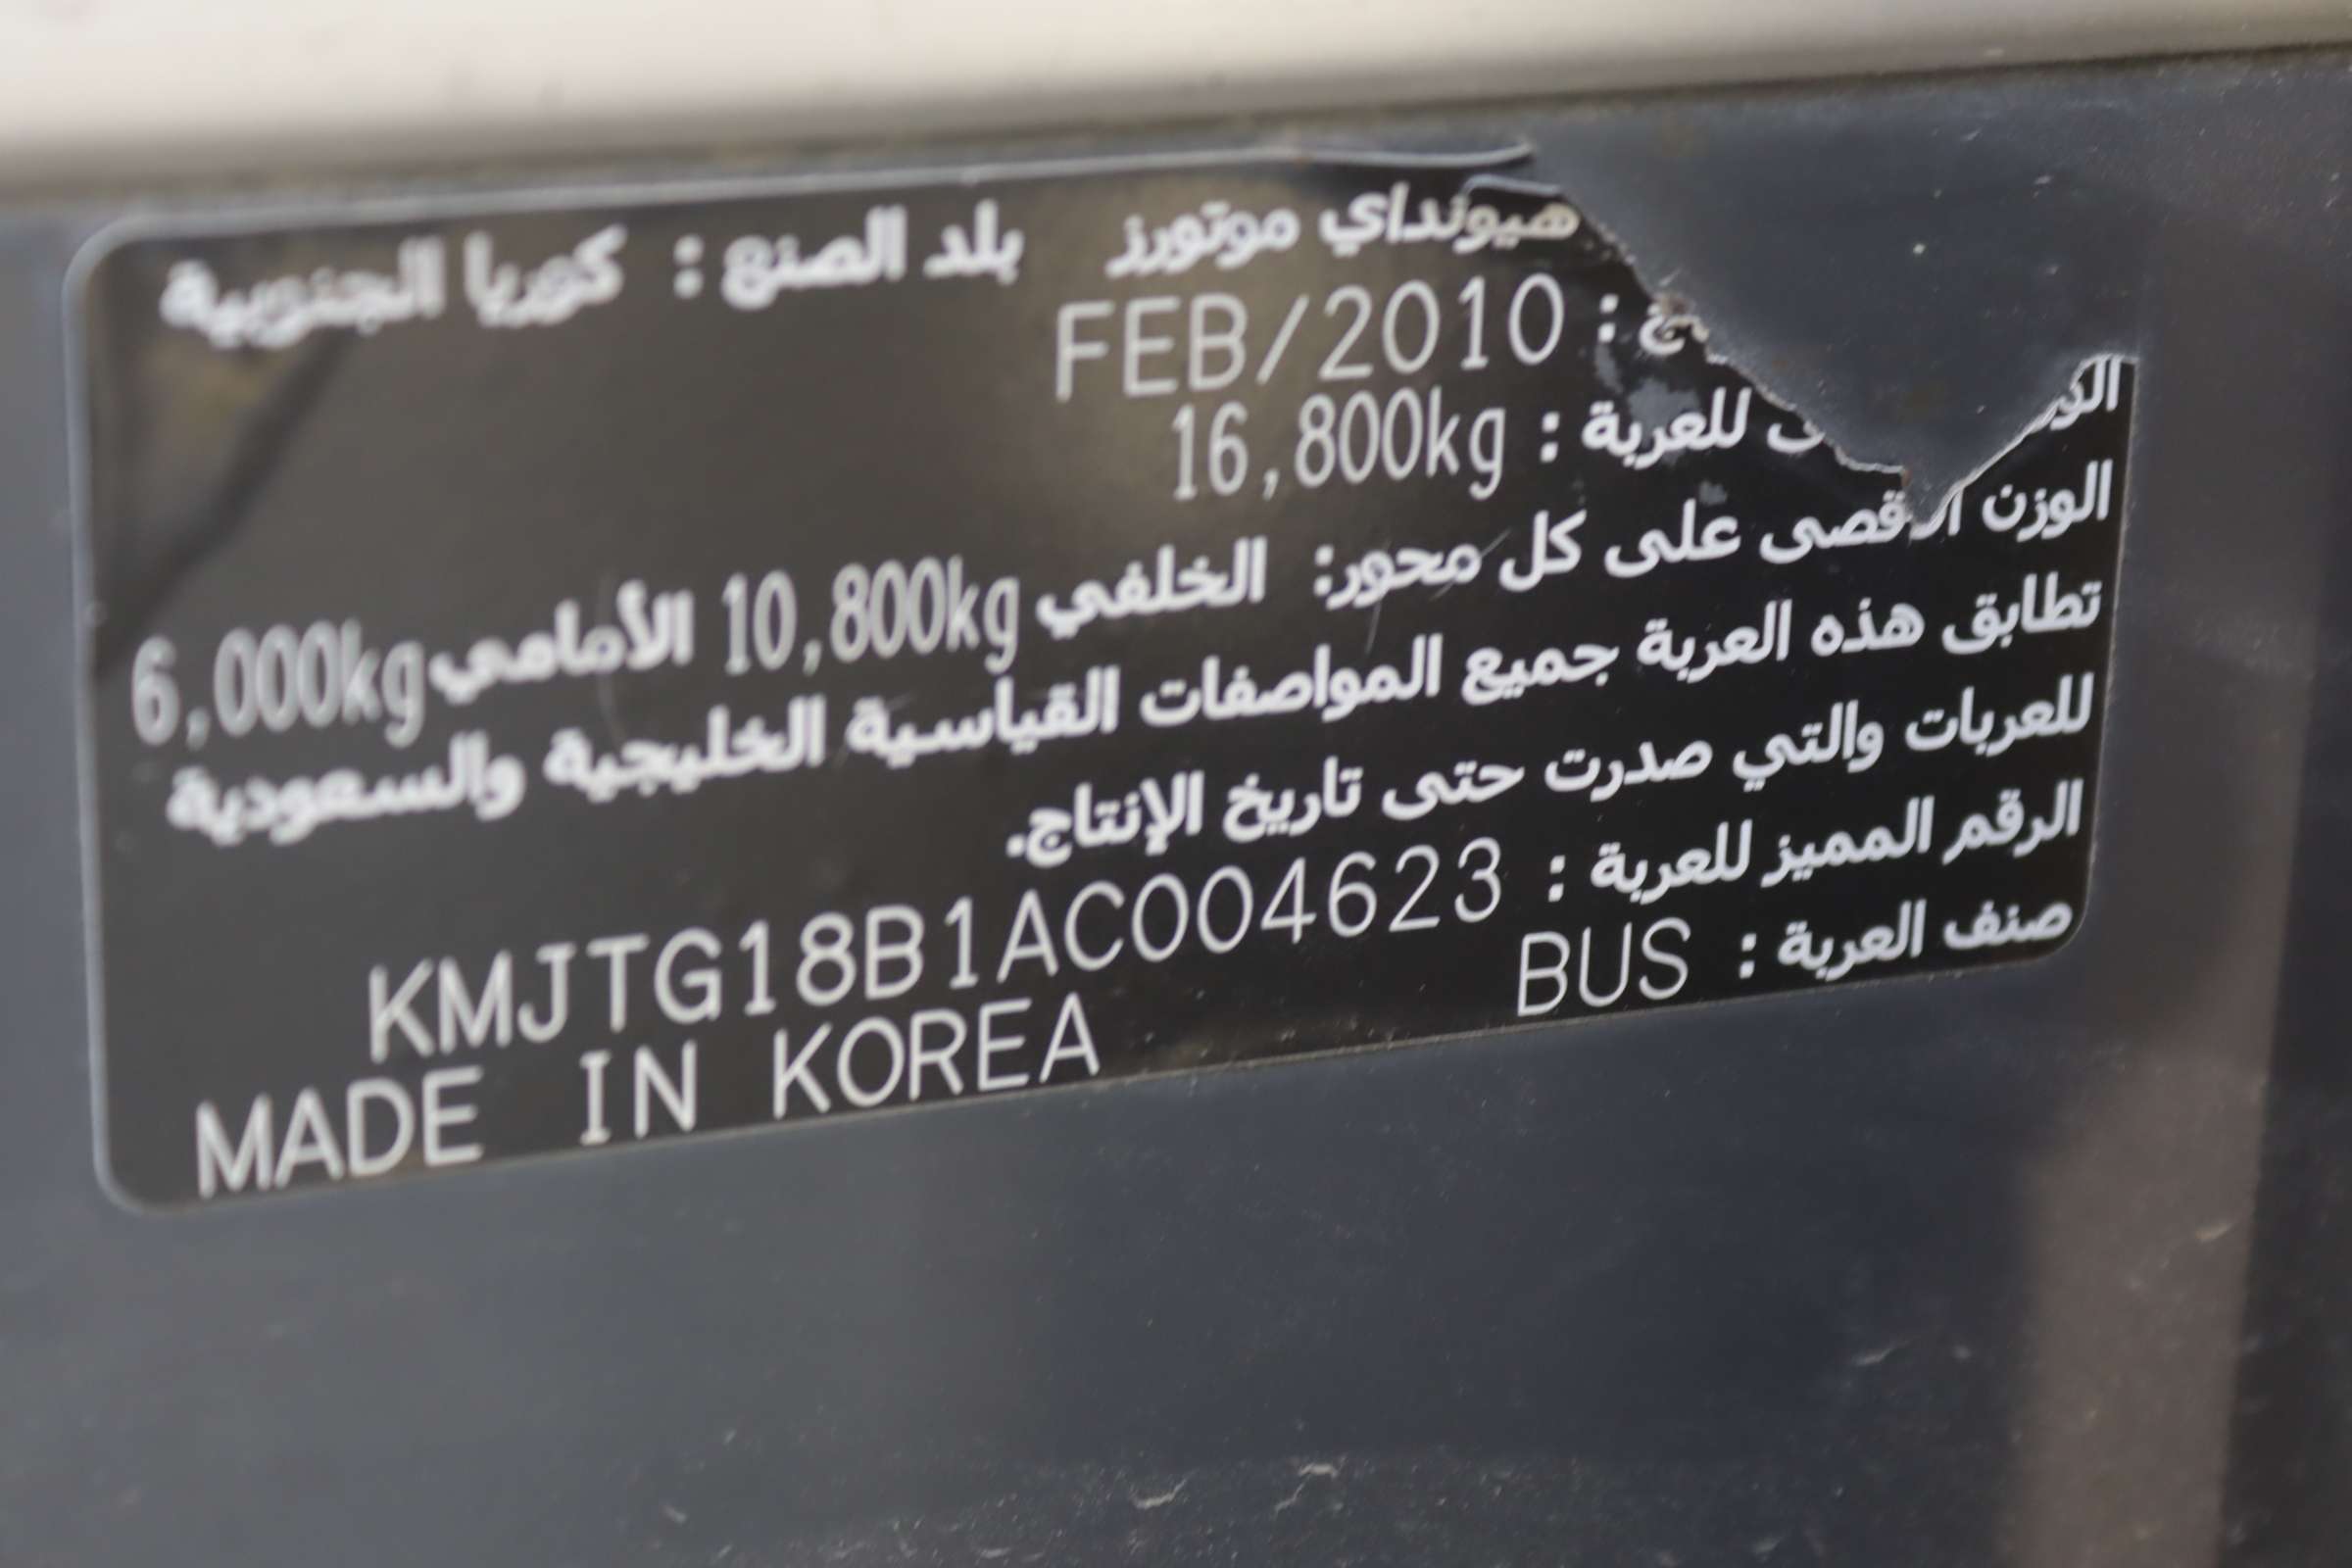 هيونداي موتورز بلد الصنع : كوريا الجنوبية
: FEB/2010
للعربة : 16,800kg
الوزن الأقصى على كل محور: الخلفي 10,800kg الأمامي 6,000kg
تطابق هذه العربة جميع المواصفات القياسية الخليجية والسعودية
للعربات والتي صدرت حتى تاريخ الإنتاج.
الرقم المميز للعربة : KMJTG18B1AC004623
صنف العربة : BUS MADE IN KOREA